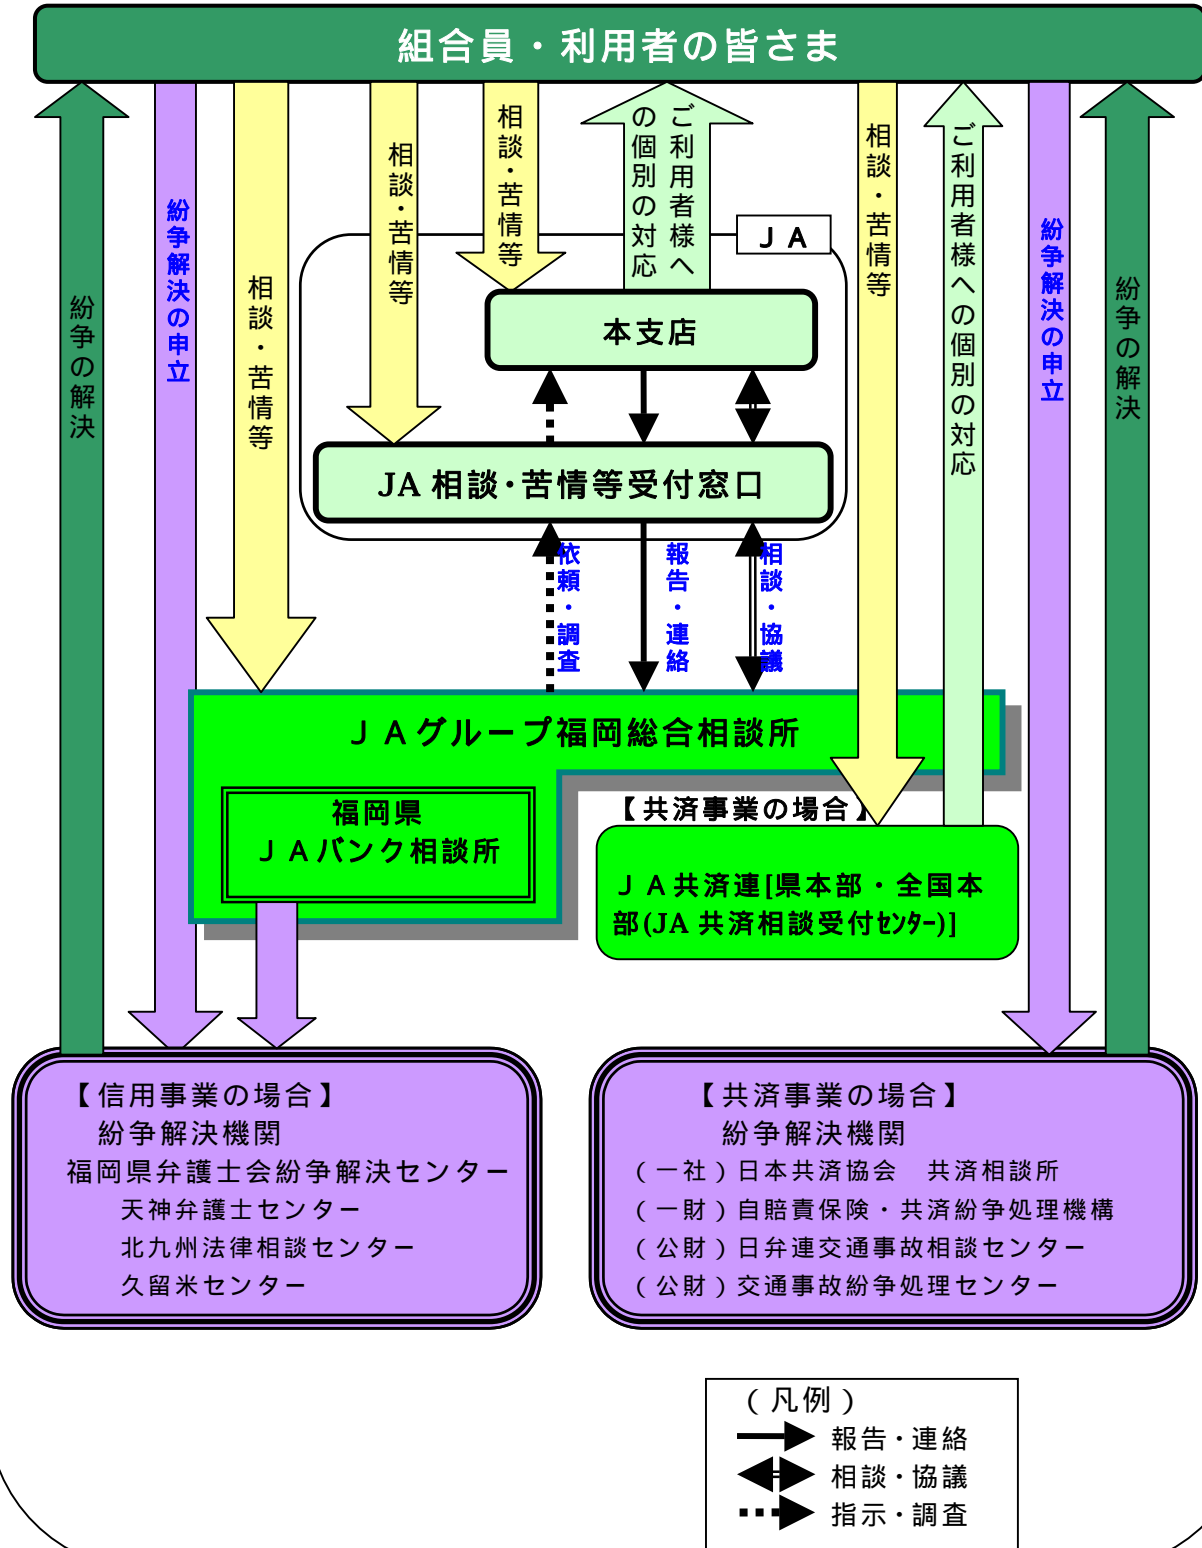 組合員・利用者の皆さま
紛争の解決
紛争解決の申立
相談・苦情等
相談・苦情等
相談・苦情等
ご利用者様へ
の個別の対応
ＪＡ
相談・苦情等
ご利用者様への個別の対応
紛争解決の申立
紛争の解決
本支店
JA 相談・苦情等受付窓口
依頼・調査
報告・連絡
相談・協議
ＪＡグループ福岡総合相談所
福岡県
ＪＡバンク相談所
【共済事業の場合】
ＪＡ共済連[県本部・全国本
部(JA 共済相談受付ｾﾝﾀｰ)]
【信用事業の場合】
紛争解決機関
福岡県弁護士会紛争解決センター
天神弁護士センター
北九州法律相談センター
久留米センター
【共済事業の場合】
紛争解決機関
（一社）日本共済協会　共済相談所
（一財）自賠責保険・共済紛争処理機構
（公財）日弁連交通事故相談センター
（公財）交通事故紛争処理センター
（凡例）
報告・連絡
相談・協議
指示・調査